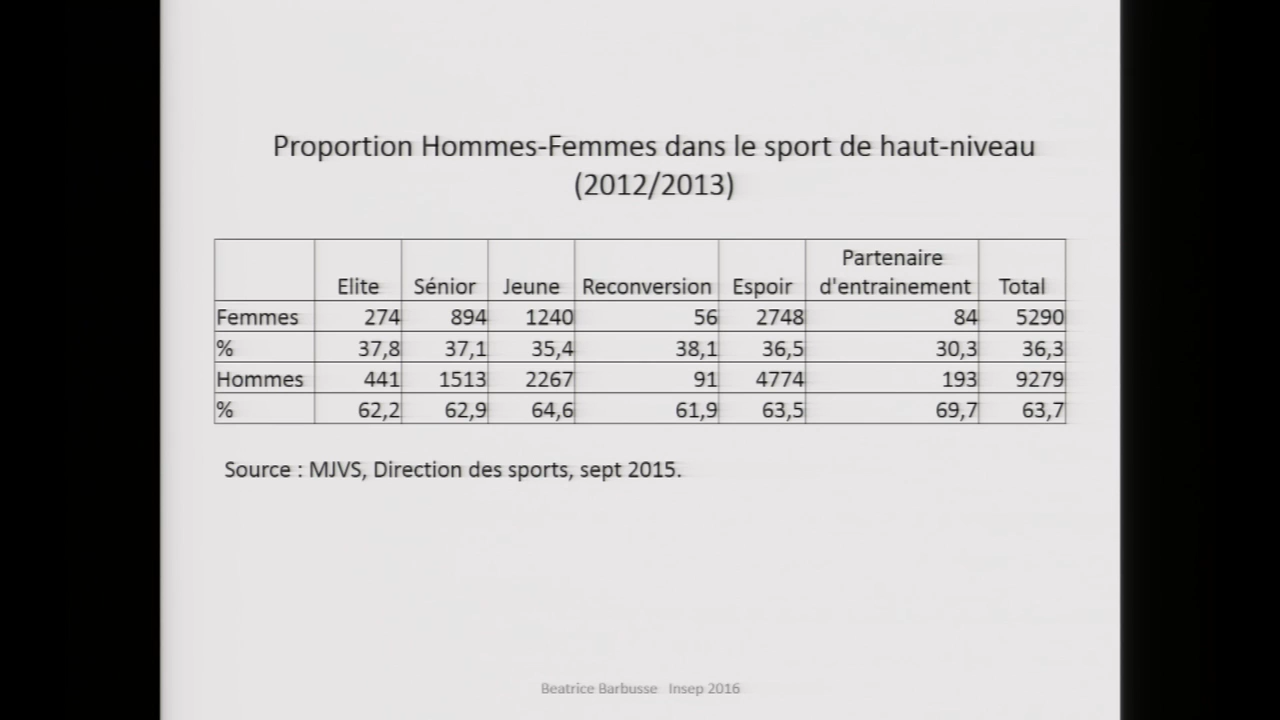 Proportion Hommes-Femmes dans le sport de haut-niveau
(2012/2013)
Elite Sénior Jeune Reconversion Espoir Partenaire d'entrainement Total
Femmes 274 894 1240 56 2748 84 5290
% 37,8 37,1 35,4 38,1 36,5 30,3 36,3
Hommes 441 1513 2267 91 4774 193 9279
% 62,2 62,9 64,6 61,9 63,5 69,7 63,7
Source : MJVS, Direction des sports, sept 2015.
Beatrice Barbusse Insep 2016